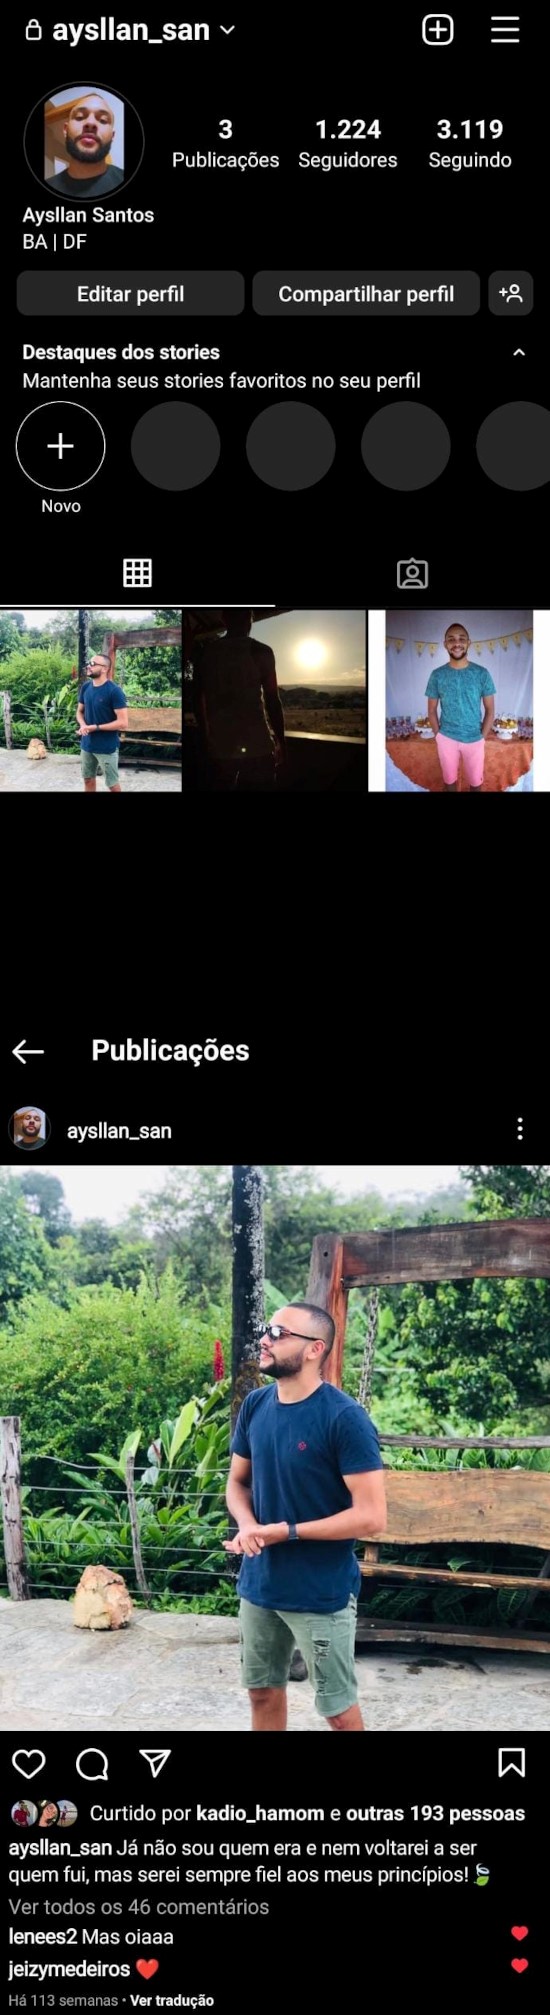 aysllan_san
3 1.224 3.119
Publicações Seguidores Seguindo
Aysllan Santos
BA | DF
Editar perfil Compartilhar perfil
Destaques dos stories
Mantenha seus stories favoritos no seu perfil
Novo
Publicações
aysllan_san
Curtido por kadio_hamom e outras 193 pessoas
aysllan_san Já não sou quem era e nem voltarei a ser
quem fui, mas serei sempre fiel aos meus princípios!🍃
Ver todos os 46 comentários
lenees2 Mas oiaaa
jeizymedeiros ❤️
Há 113 semanas • Ver tradução